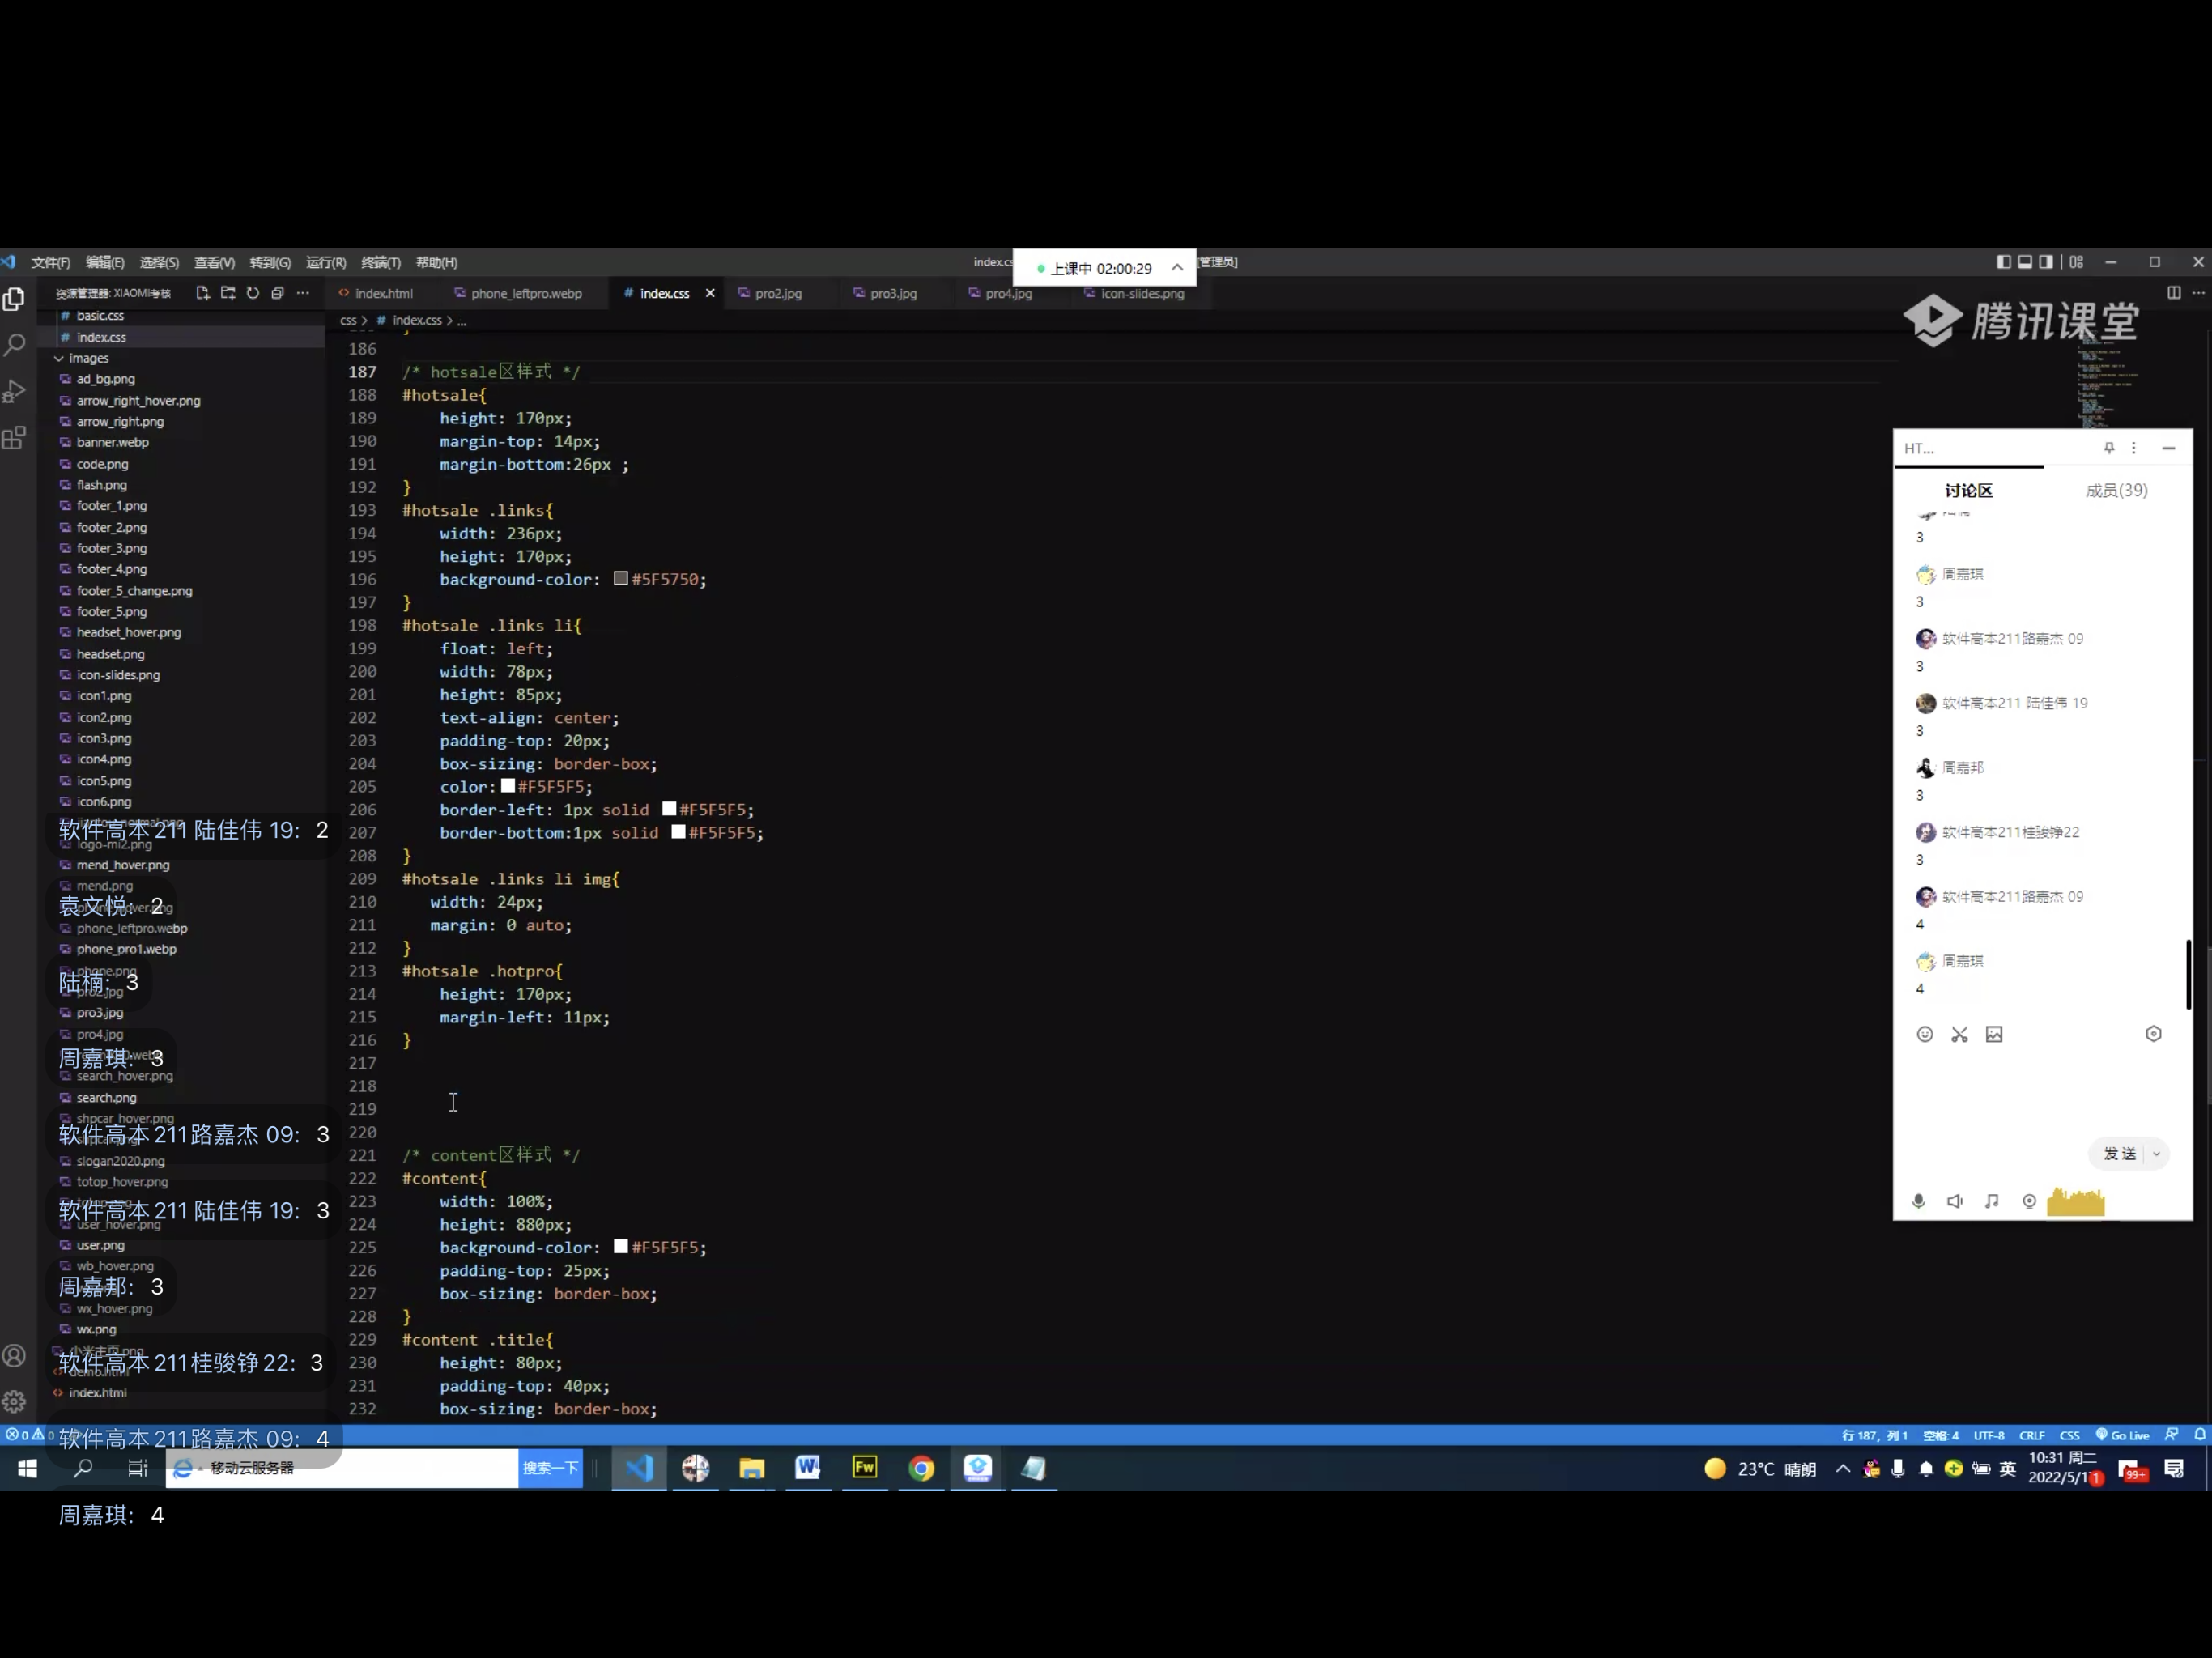 文件(F) 编辑(E) 选择(S) 查看(V) 转到(G) 运行(R) 终端(T) 帮助(H)
index.cs
上课中 02:00:29
[管理员]
资源管理器: XIAOMI考核
index.html
phone_leftpro.webp
index.css
pro2.jpg
pro3.jpg
pro4.jpg
icon-slides.png
css > # index.css > ...
腾讯课堂
basic.css
index.css
images
ad_bg.png
arrow_right_hover.png
arrow_right.png
banner.webp
code.png
flash.png
footer_1.png
footer_2.png
footer_3.png
footer_4.png
footer_5_change.png
footer_5.png
headset_hover.png
headset.png
icon-slides.png
icon1.png
icon2.png
icon3.png
icon4.png
icon5.png
icon6.png
软件高本211 陆佳伟 19: 2
logo-mi2.png
mend_hover.png
mend.png
袁文悦: 2
phone_leftpro.webp
phone_pro1.webp
phone.png
陆楠: 3
pro2.jpg
pro3.jpg
pro4.jpg
周嘉琪: 3
search_hover.png
search.png
shpcar_hover.png
软件高本211路嘉杰 09: 3
slogan2020.png
totop_hover.png
软件高本211 陆佳伟 19: 3
user_hover.png
user.png
wb_hover.png
周嘉邦: 3
wx_hover.png
wx.png
小米主页.png
软件高本211桂骏铮22: 3
demo.html
index.html
软件高本211路嘉杰 09: 4
周嘉琪: 4
186
187 /* hotsale区样式 */
188 #hotsale{
189 height: 170px;
190 margin-top: 14px;
191 margin-bottom:26px ;
192 }
193 #hotsale .links{
194 width: 236px;
195 height: 170px;
196 background-color: #5F5750;
197 }
198 #hotsale .links li{
199 float: left;
200 width: 78px;
201 height: 85px;
202 text-align: center;
203 padding-top: 20px;
204 box-sizing: border-box;
205 color:#F5F5F5;
206 border-left: 1px solid #F5F5F5;
207 border-bottom:1px solid #F5F5F5;
208 }
209 #hotsale .links li img{
210 width: 24px;
211 margin: 0 auto;
212 }
213 #hotsale .hotpro{
214 height: 170px;
215 margin-left: 11px;
216 }
217
218
219
220
221 /* content区样式 */
222 #content{
223 width: 100%;
224 height: 880px;
225 background-color: #F5F5F5;
226 padding-top: 25px;
227 box-sizing: border-box;
228 }
229 #content .title{
230 height: 80px;
231 padding-top: 40px;
232 box-sizing: border-box;
HT...
讨论区 成员(39)
3
周嘉琪
3
软件高本211路嘉杰 09
3
软件高本211 陆佳伟 19
3
周嘉邦
3
软件高本211桂骏铮22
3
软件高本211路嘉杰 09
4
周嘉琪
4
发送
0 0
行 187, 列 1 空格: 4 UTF-8 CRLF CSS Go Live
移动云服务器
搜索一下
Fw
23°C 晴朗
英
10:31 周二
2022/5/1
1
99+